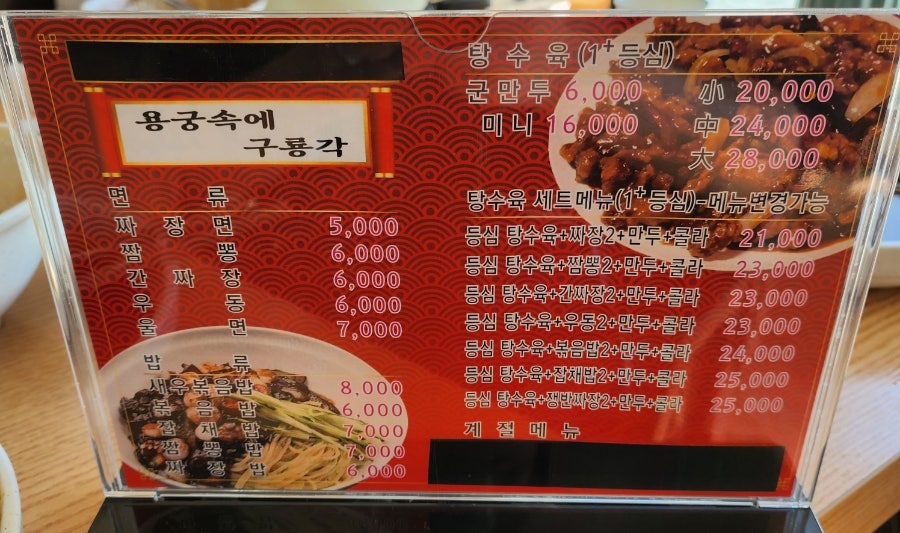 용궁속에
구룡각
면 류
짜 장 면 5,000
짬 뽕 6,000
간 짜 장 6,000
우 동 6,000
울 면 7,000
밥 류
새우볶음밥 8,000
볶 음 밥 6,000
잡 채 밥 7,000
짬 뽕 밥 7,000
짜 장 밥 6,000
탕 수 육 (1+등심)
군만두 6,000 小 20,000
미니 16,000 中 24,000
大 28,000
탕수육 세트메뉴(1+등심)-메뉴변경가능
등심 탕수육+짜장2+만두+콜라 21,000
등심 탕수육+짬뽕2+만두+콜라 23,000
등심 탕수육+간짜장2+만두+콜라 23,000
등심 탕수육+우동2+만두+콜라 23,000
등심 탕수육+볶음밥2+만두+콜라 24,000
등심 탕수육+잡채밥2+만두+콜라 25,000
등심 탕수육+쟁반짜장2+만두+콜라 25,000
계 절 메 뉴